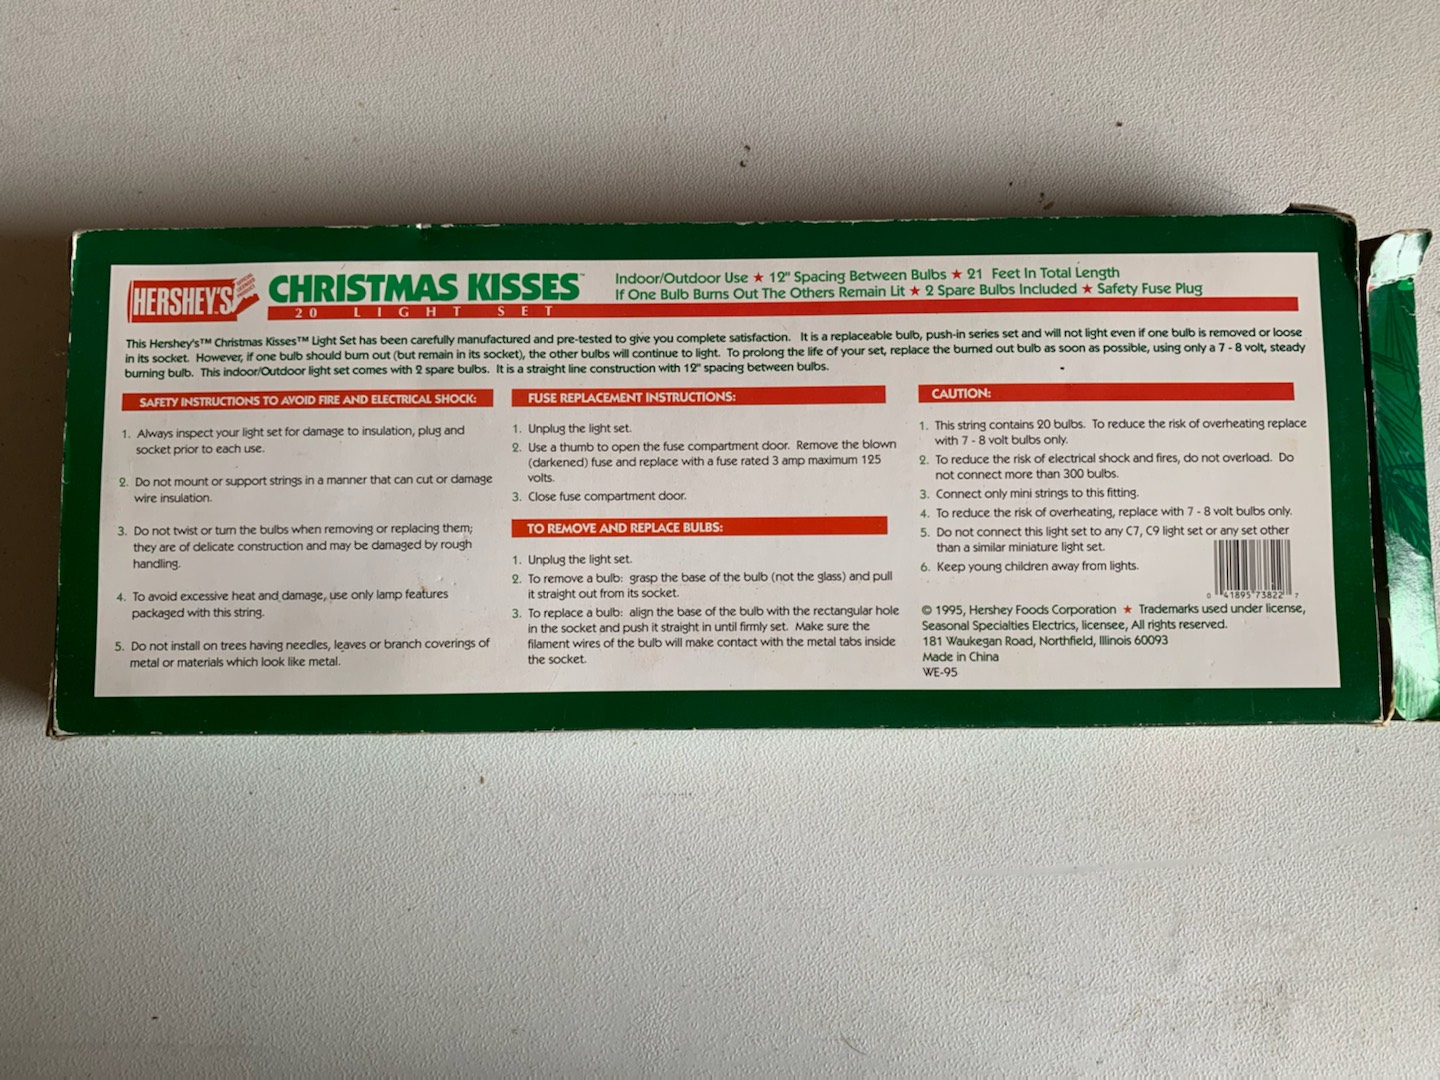 HERSHEY'S
CHRISTMAS KISSES™
20 LIGHT SET
Indoor/Outdoor Use ★ 12" Spacing Between Bulbs ★ 21 Feet In Total Length
If One Bulb Burns Out The Others Remain Lit ★ 2 Spare Bulbs Included ★ Safety Fuse Plug
This Hershey's™ Christmas Kisses™ Light Set has been carefully manufactured and pre-tested to give you complete satisfaction. It is a replaceable bulb, push-in series set and will not light even if one bulb is removed or loose
in its socket. However, if one bulb should burn out (but remain in its socket), the other bulbs will continue to light. To prolong the life of your set, replace the burned out bulb as soon as possible, using only a 7 - 8 volt, steady
burning bulb. This indoor/Outdoor light set comes with 2 spare bulbs. It is a straight line construction with 12" spacing between bulbs.
SAFETY INSTRUCTIONS TO AVOID FIRE AND ELECTRICAL SHOCK:
1. Always inspect your light set for damage to insulation, plug and
socket prior to each use.
2. Do not mount or support strings in a manner that can cut or damage
wire insulation.
3. Do not twist or turn the bulbs when removing or replacing them;
they are of delicate construction and may be damaged by rough
handling.
4. To avoid excessive heat and damage, use only lamp features
packaged with this string.
5. Do not install on trees having needles, leaves or branch coverings of
metal or materials which look like metal.
FUSE REPLACEMENT INSTRUCTIONS:
1. Unplug the light set.
2. Use a thumb to open the fuse compartment door. Remove the blown
(darkened) fuse and replace with a fuse rated 3 amp maximum 125
volts.
3. Close fuse compartment door.
TO REMOVE AND REPLACE BULBS:
1. Unplug the light set.
2. To remove a bulb: grasp the base of the bulb (not the glass) and pull
it straight out from its socket.
3. To replace a bulb: align the base of the bulb with the rectangular hole
in the socket and push it straight in until firmly set. Make sure the
filament wires of the bulb will make contact with the metal tabs inside
the socket.
CAUTION:
1. This string contains 20 bulbs. To reduce the risk of overheating replace
with 7 - 8 volt bulbs only.
2. To reduce the risk of electrical shock and fires, do not overload. Do
not connect more than 300 bulbs.
3. Connect only mini strings to this fitting.
4. To reduce the risk of overheating, replace with 7 - 8 volt bulbs only.
5. Do not connect this light set to any C7, C9 light set or any set other
than a similar miniature light set.
6. Keep young children away from lights.
0 41895 73822 7
© 1995, Hershey Foods Corporation ★ Trademarks used under license,
Seasonal Specialties Electrics, licensee, All rights reserved.
181 Waukegan Road, Northfield, Illinois 60093
Made in China
WE-95